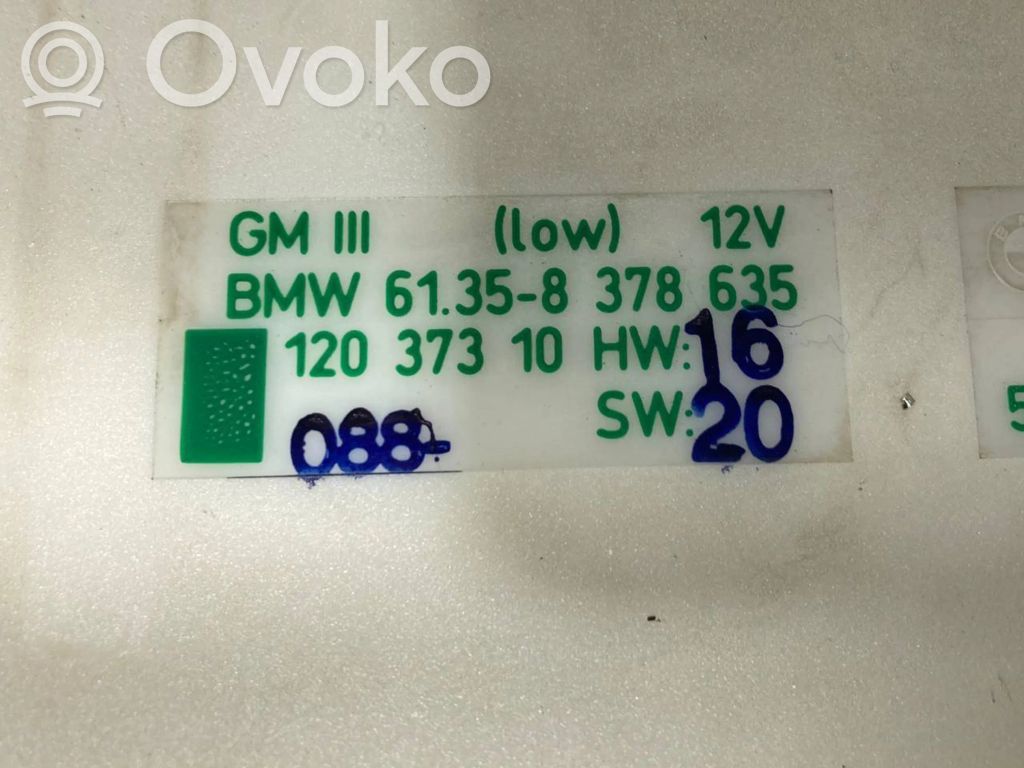 Ovoko
GM III (low) 12V
BMW 61.35-8 378 635
120 373 10 HW:16
SW:20
088-
5